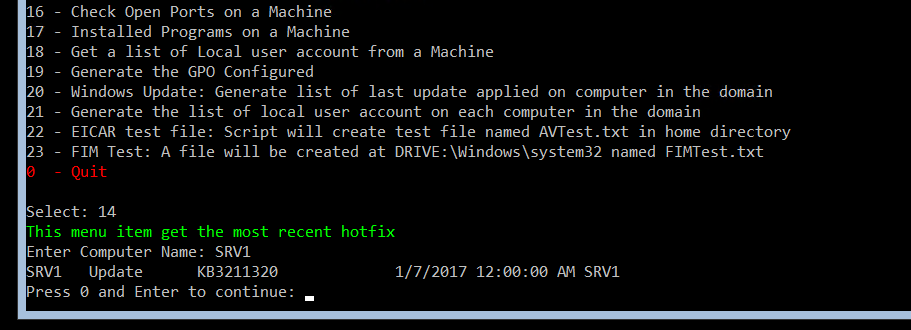 16 - Check Open Ports on a Machine
17 - Installed Programs on a Machine
18 - Get a list of Local user account from a Machine
19 - Generate the GPO Configured
20 - Windows Update: Generate list of last update applied on computer in the domain
21 - Generate the list of local user account on each computer in the domain
22 - EICAR test file: Script will create test file named AVTest.txt in home directory
23 - FIM Test: A file will be created at DRIVE:\Windows\system32 named FIMTest.txt
0  - Quit
Select: 14
This menu item get the most recent hotfix
Enter Computer Name: SRV1
SRV1   Update      KB3211320                1/7/2017 12:00:00 AM SRV1
Press 0 and Enter to continue: